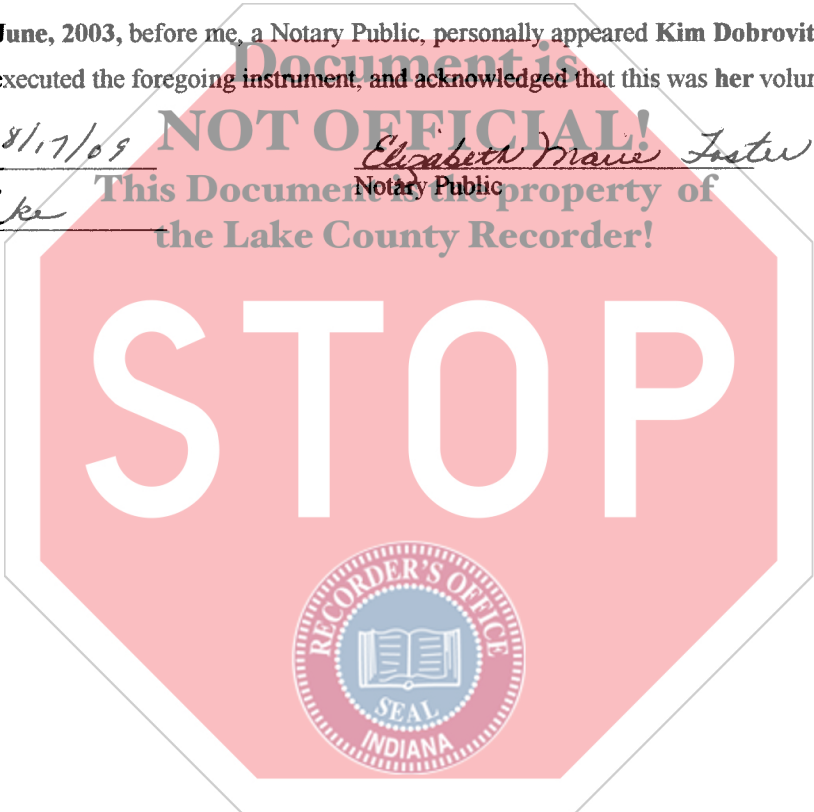 June, 2003, before me, a Notary Public, personally appeared Kim Dobrovit
executed the foregoing instrument, and acknowledged that this was her volun
Document is
NOT OFFICIAL!
This Document is the property of
the Lake County Recorder!
8/17/09
Elizabeth Marie Foster
Notary Public
ke
STOP
RECORDER'S OFFICE
SEAL
INDIANA